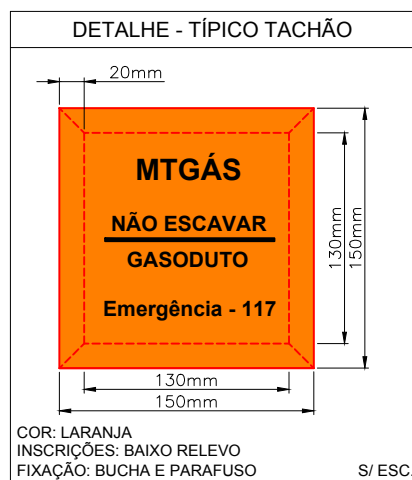 DETALHE - TÍPICO TACHÃO
20mm
MTGÁS
NÃO ESCAVAR
GASODUTO
Emergência - 117
130mm
150mm
130mm
150mm
COR: LARANJA
INSCRIÇÕES: BAIXO RELEVO
FIXAÇÃO: BUCHA E PARAFUSO S/ ESC.